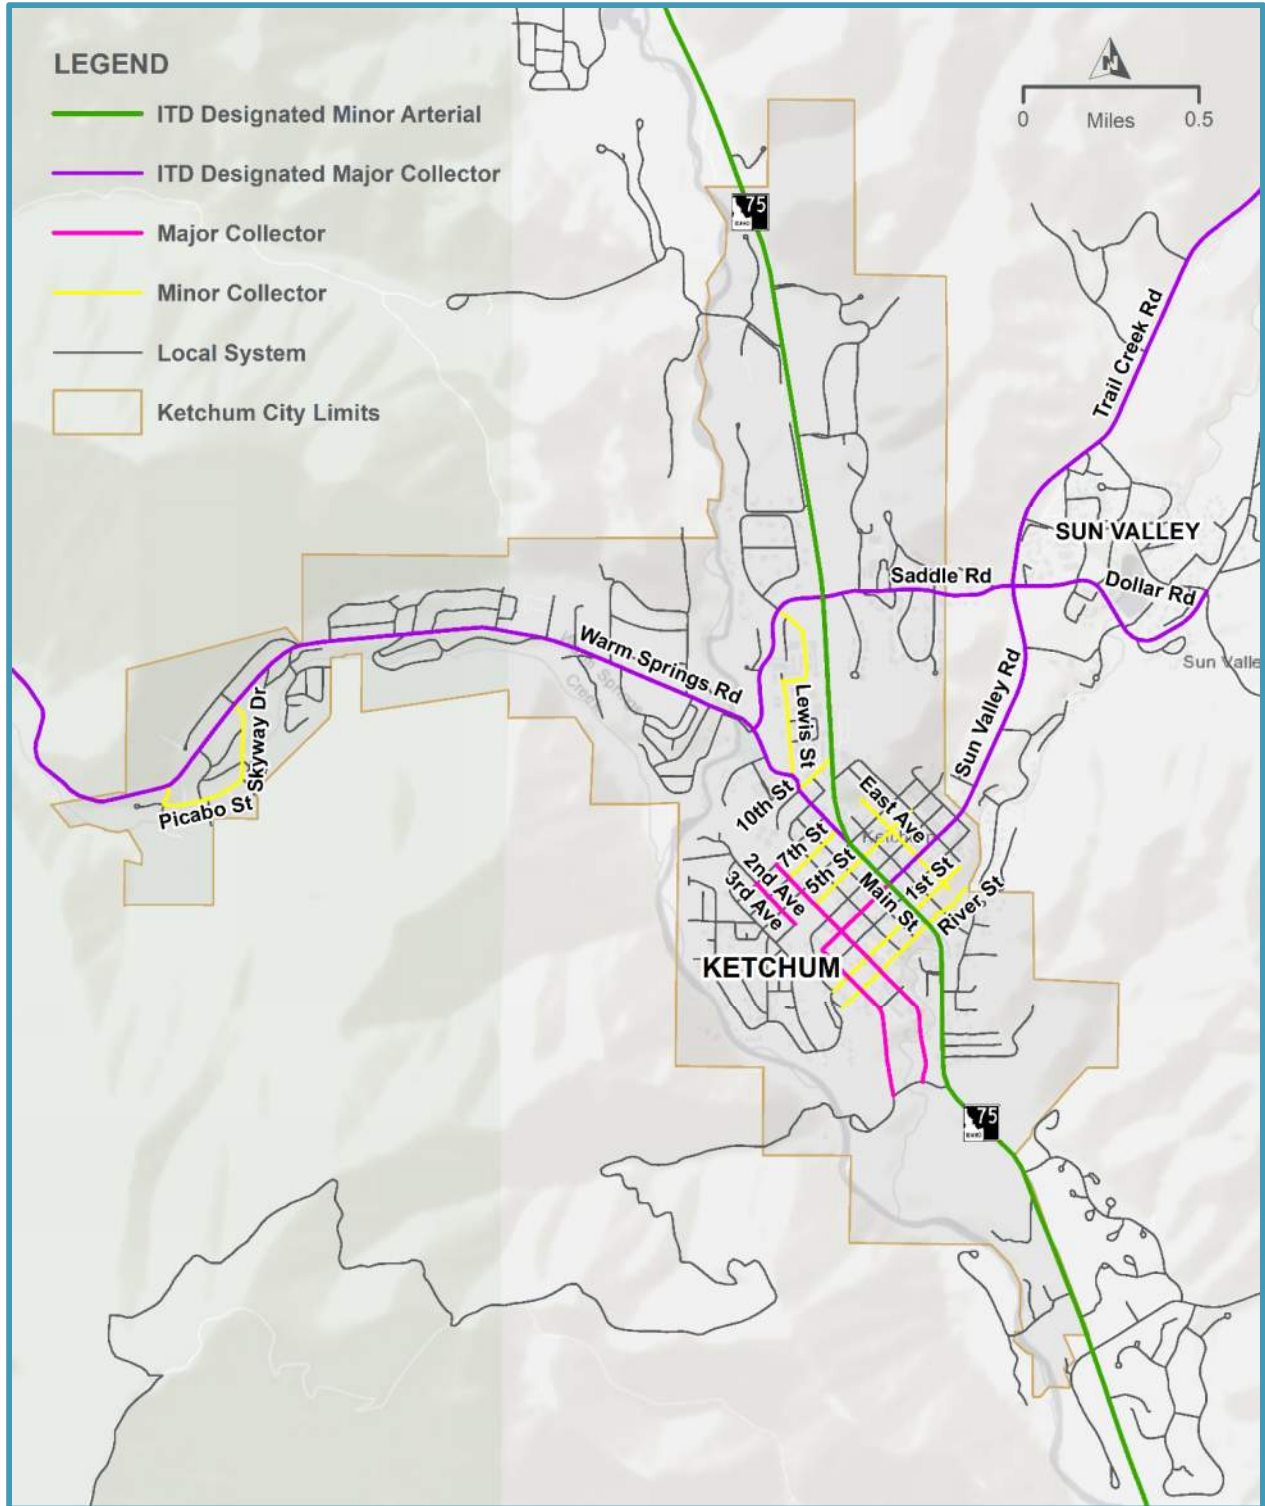 LEGEND
ITD Designated Minor Arterial
ITD Designated Major Collector
Major Collector
Minor Collector
Local System
Ketchum City Limits
N
0 Miles 0.5
75
Trail Creek Rd
SUN VALLEY
Saddle Rd
Dollar Rd
Warm Springs Rd
Sun Valle
Springs
Creek
Skyway Dr
Lewis St
Sun Valley Rd
Picabo St
10th St
East Ave
7th St
5th St
2nd Ave
3rd Ave
Main St
1st St
River St
KETCHUM
75